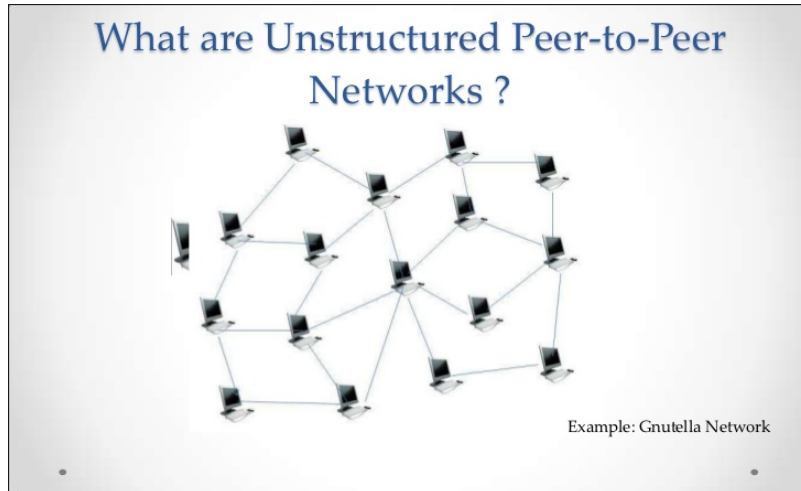 What are Unstructured Peer-to-Peer
Networks ?
Example: Gnutella Network